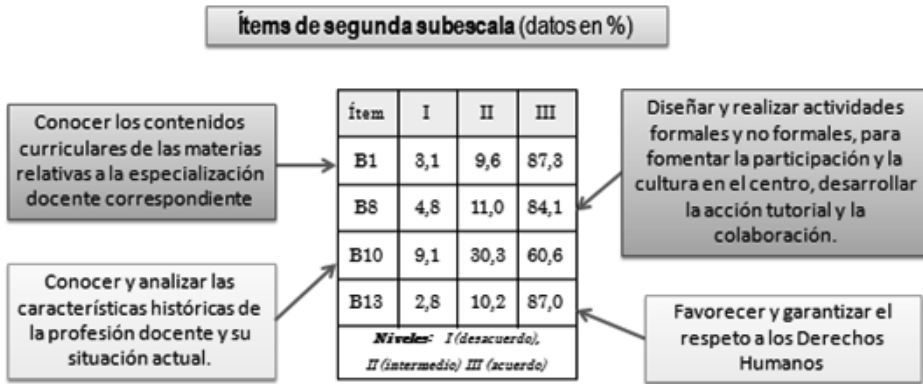 Ítems de segunda subescala (datos en %)
Conocer los contenidos
curriculares de las materias
relativas a la especialización
docente correspondiente
Conocer y analizar las
características históricas de
la profesión docente y su
situación actual.
Ítem I II III
B1 3,1 9,6 87,3
B8 4,8 11,0 84,1
B10 9,1 30,3 60,6
B13 2,8 10,2 87,0
Niveles: I (desacuerdo),
II (intermedio) III (acuerdo)
Diseñar y realizar actividades
formales y no formales, para
fomentar la participación y la
cultura en el centro, desarrollar
la acción tutorial y la
colaboración.
Favorecer y garantizar el
respeto a los Derechos
Humanos